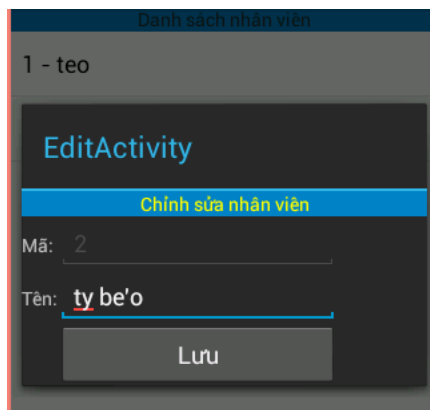 Danh sách nhân viên
1 - teo
EditActivity
Chỉnh sửa nhân viên
Mã: 2
Tên: ty be'o
Lưu